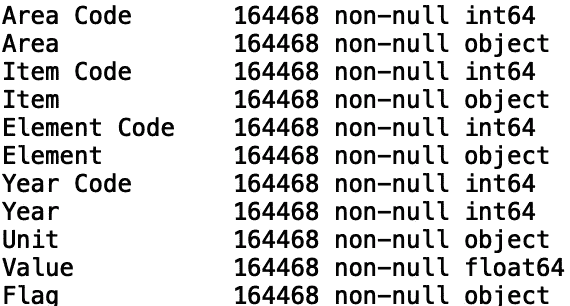 Area Code 164468 non-null int64
Area 164468 non-null object
Item Code 164468 non-null int64
Item 164468 non-null object
Element Code 164468 non-null int64
Element 164468 non-null object
Year Code 164468 non-null int64
Year 164468 non-null int64
Unit 164468 non-null object
Value 164468 non-null float64
Flag 164468 non-null object